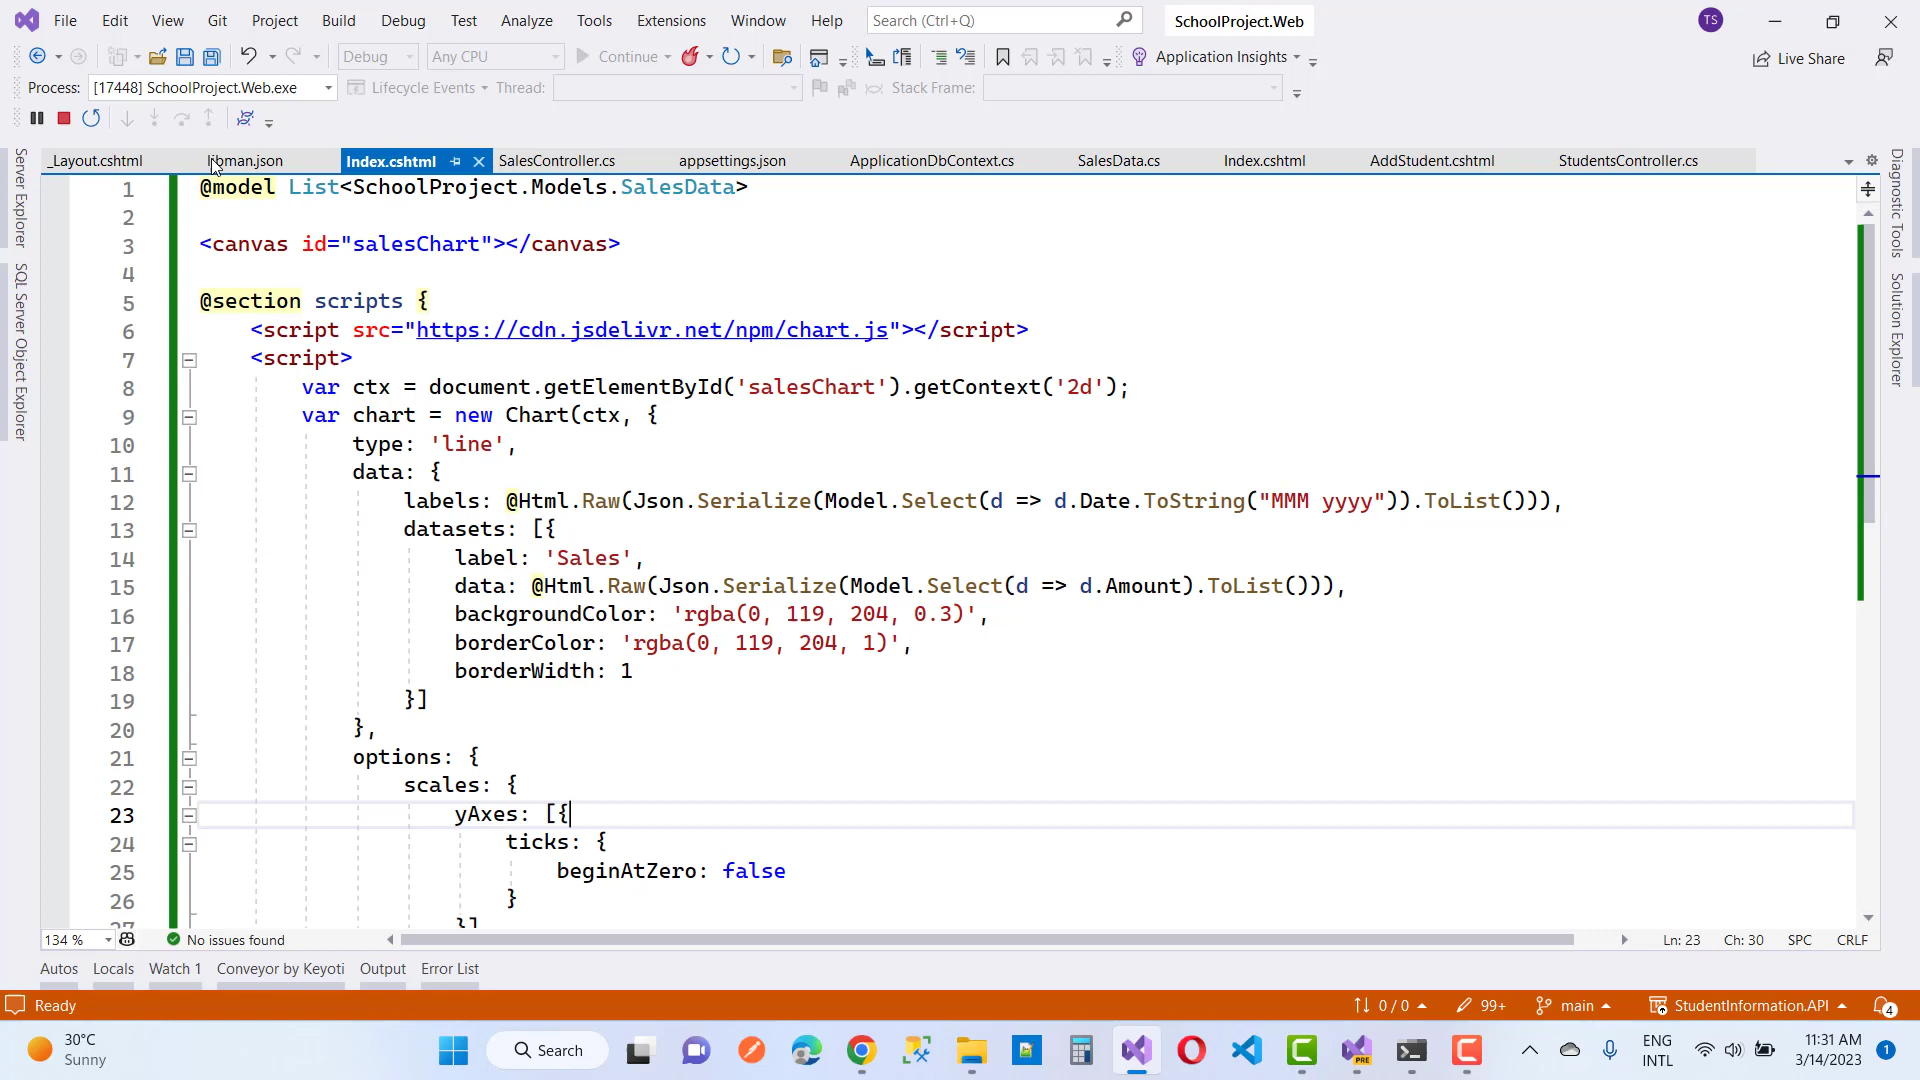 File Edit View Git Project Build Debug Test Analyze Tools Extensions Window Help Search (Ctrl+Q) SchoolProject.Web TS
Debug Any CPU Continue Application Insights Live Share
Process: [17448] SchoolProject.Web.exe Lifecycle Events Thread: Stack Frame:
_Layout.cshtml libman.json Index.cshtml SalesController.cs appsettings.json ApplicationDbContext.cs SalesData.cs Index.cshtml AddStudent.cshtml StudentsController.cs
Server Explorer
SQL Server Object Explorer
Diagnostic Tools
Solution Explorer
1 @model List<SchoolProject.Models.SalesData>
2
3 <canvas id="salesChart"></canvas>
4
5 @section scripts {
6 <script src="https://cdn.jsdelivr.net/npm/chart.js"></script>
7 <script>
8 var ctx = document.getElementById('salesChart').getContext('2d');
9 var chart = new Chart(ctx, {
10 type: 'line',
11 data: {
12 labels: @Html.Raw(Json.Serialize(Model.Select(d => d.Date.ToString("MMM yyyy")).ToList())),
13 datasets: [{
14 label: 'Sales',
15 data: @Html.Raw(Json.Serialize(Model.Select(d => d.Amount).ToList())),
16 backgroundColor: 'rgba(0, 119, 204, 0.3)',
17 borderColor: 'rgba(0, 119, 204, 1)',
18 borderWidth: 1
19 }]
20 },
21 options: {
22 scales: {
23 yAxes: [{
24 ticks: {
25 beginAtZero: false
26 }
27 }]
134 % No issues found Ln: 23 Ch: 30 SPC CRLF
Autos Locals Watch 1 Conveyor by Keyoti Output Error List
Ready 0 / 0 99+ main StudentInformation.API 4
30°C
Sunny
Search
PRE
ENG
INTL
11:31 AM
3/14/2023
1